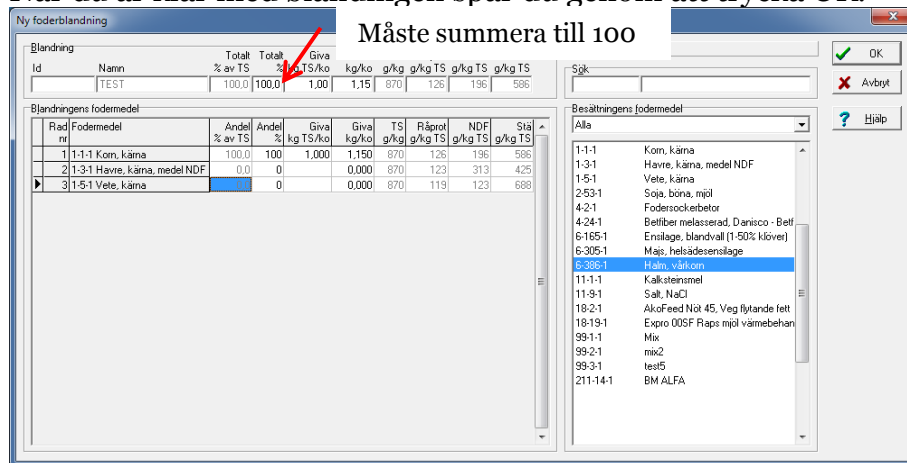 När du är klar med blandningen spar du genom att trycka OK.
Ny foderblandning
Måste summera till 100
Blandning
Id Namn Totalt % av TS Totalt % Giva kg TS/ko kg/ko g/kg g/kg TS g/kg TS g/kg TS
TEST 100,0 100,0 1,00 1,15 870 126 196 586
Sök
OK
Avbryt
Hjälp
Blandningens fodermedel
Rad Fodermedel Andel Andel Giva Giva TS Råprot NDF Stä
nr % av TS % kg TS/ko kg/ko g/kg g/kg TS g/kg TS g/kg TS
1 1-1-1 Korn, kärna 100,0 100 1,000 1,150 870 126 196 586
2 1-3-1 Havre, kärna, medel NDF 0,0 0 0,000 870 123 313 425
3 1-5-1 Vete, kärna 0 0,000 870 119 123 688
Besättningens fodermedel
Alla
1-1-1 Korn, kärna
1-3-1 Havre, kärna, medel NDF
1-5-1 Vete, kärna
2-53-1 Soja, böna, mjöl
4-2-1 Fodersockerbetor
4-24-1 Betfiber melasserad, Danisco - Betf
6-165-1 Ensilage, blandvall (1-50% klöver)
6-305-1 Majs, helsädesensilage
6-386-1 Halm, vårkorn
11-1-1 Kalksteinsmel
11-9-1 Salt, NaCl
18-2-1 AkoFeed Nöt 45, Veg flytande fett
18-19-1 Expro 00SF Raps mjöl värmebehan
99-1-1 Mix
99-2-1 mix2
99-3-1 test5
211-14-1 BM ALFA